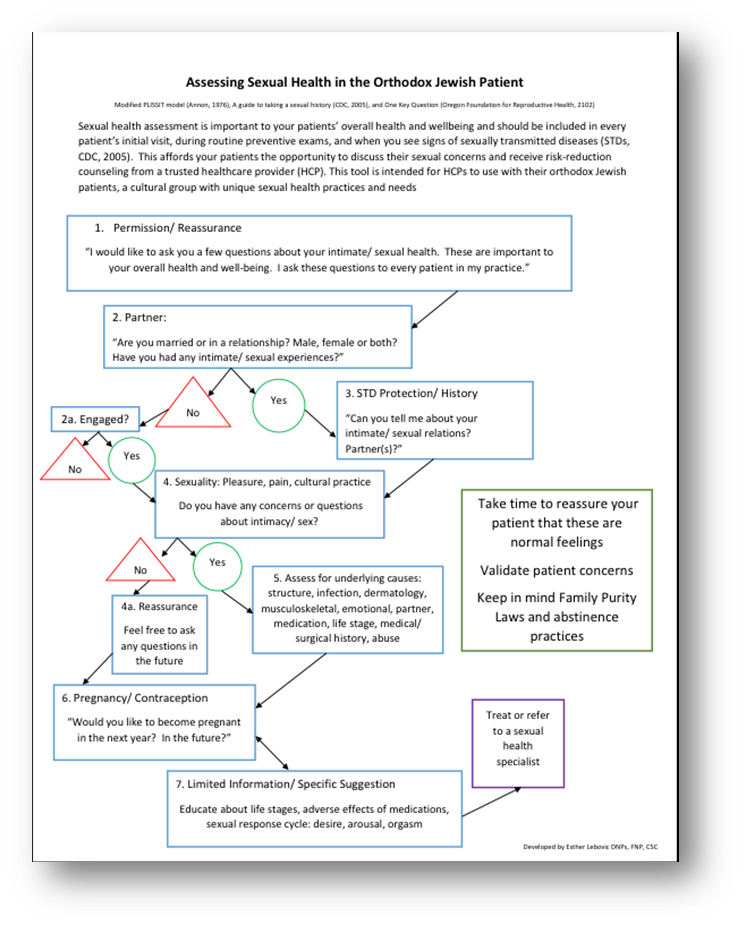 Assessing Sexual Health in the Orthodox Jewish Patient
Modified PLISSIT model (Annon, 1976), A guide to taking a sexual history (CDC, 2005), and One Key Question (Oregon Foundation for Reproductive Health, 2102)
Sexual health assessment is important to your patients' overall health and wellbeing and should be included in every
patient's initial visit, during routine preventive exams, and when you see signs of sexually transmitted diseases (STDs,
CDC, 2005).  This affords your patients the opportunity to discuss their sexual concerns and receive risk-reduction
counseling from a trusted healthcare provider (HCP). This tool is intended for HCPs to use with their orthodox Jewish
patients, a cultural group with unique sexual health practices and needs
1. Permission/ Reassurance
"I would like to ask you a few questions about your intimate/ sexual health.  These are important to
your overall health and well-being.  I ask these questions to every patient in my practice."
2. Partner:
"Are you married or in a relationship? Male, female or both?
Have you had any intimate/ sexual experiences?"
No
Yes
3. STD Protection/ History
"Can you tell me about your
intimate/ sexual relations?
Partner(s)?"
2a. Engaged?
No
Yes
4. Sexuality: Pleasure, pain, cultural practice
Do you have any concerns or questions
about intimacy/ sex?
Take time to reassure your
patient that these are
normal feelings
Validate patient concerns
Keep in mind Family Purity
Laws and abstinence
practices
No
Yes
4a. Reassurance
Feel free to ask
any questions in
the future
5. Assess for underlying causes:
structure, infection, dermatology,
musculoskeletal, emotional, partner,
medication, life stage, medical/
surgical history, abuse
6. Pregnancy/ Contraception
"Would you like to become pregnant
in the next year?  In the future?"
Treat or refer
to a sexual
health
specialist
7. Limited Information/ Specific Suggestion
Educate about life stages, adverse effects of medications,
sexual response cycle: desire, arousal, orgasm
Developed by Esther Lebovic DNPs, FNP, CSC